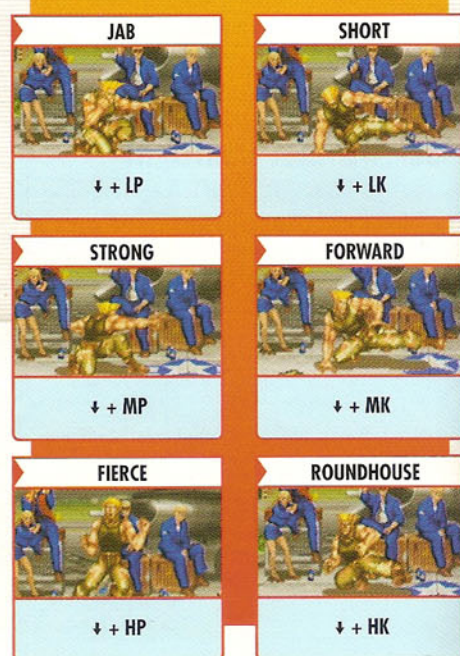 JAB
SHORT
↓ + LP
↓ + LK
STRONG
FORWARD
↓ + MP
↓ + MK
FIERCE
ROUNDHOUSE
↓ + HP
↓ + HK